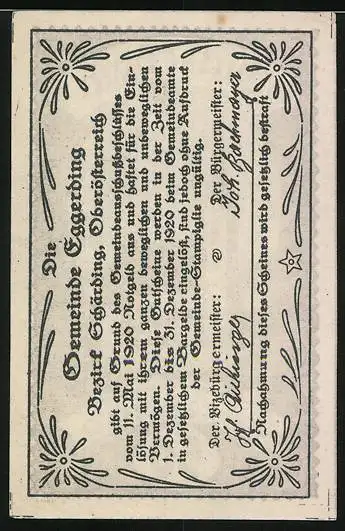 Die
Gemeinde Eggerding
Bezirk Schärding, Oberösterreich
gibt auf Grund des Gemeindeausschußbeschlusses
vom 11. Mai 1920 Notgeld aus und haftet für die Ein-
lösung mit ihrem ganzen beweglichen und unbeweglichen
Vermögen. Diese Gutscheine werden in der Zeit vom
1. Dezember bis 31. Dezember 1920 beim Gemeindeamte
in gesetzlichem Bargelde eingelöst, sind jedoch ohne Aufdruck
der Gemeinde-Stampiglie ungültig.
Der Vizebürgermeister: Der Bürgermeister:
Nachahmung dieses Scheines wird gesetzlich bestraft